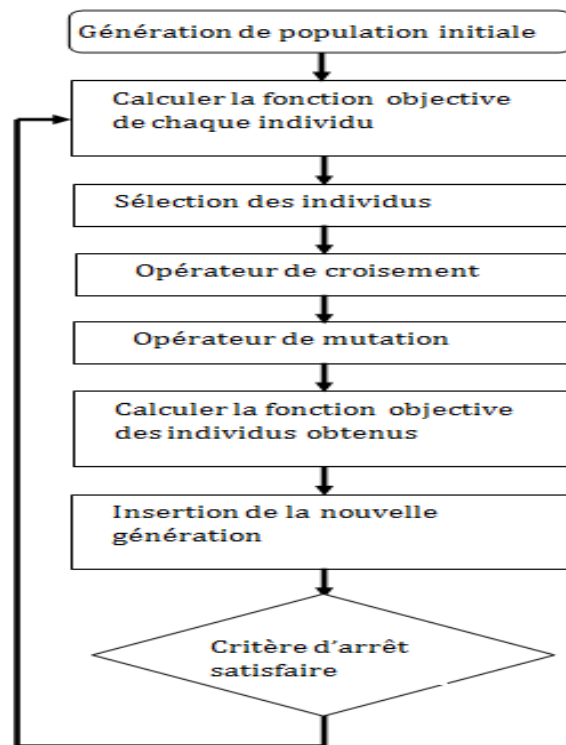 Génération de population initiale
Calculer la fonction objective
de chaque individu
Sélection des individus
Opérateur de croisement
Opérateur de mutation
Calculer la fonction objective
des individus obtenus
Insertion de la nouvelle
génération
Critère d'arrêt
satisfaire